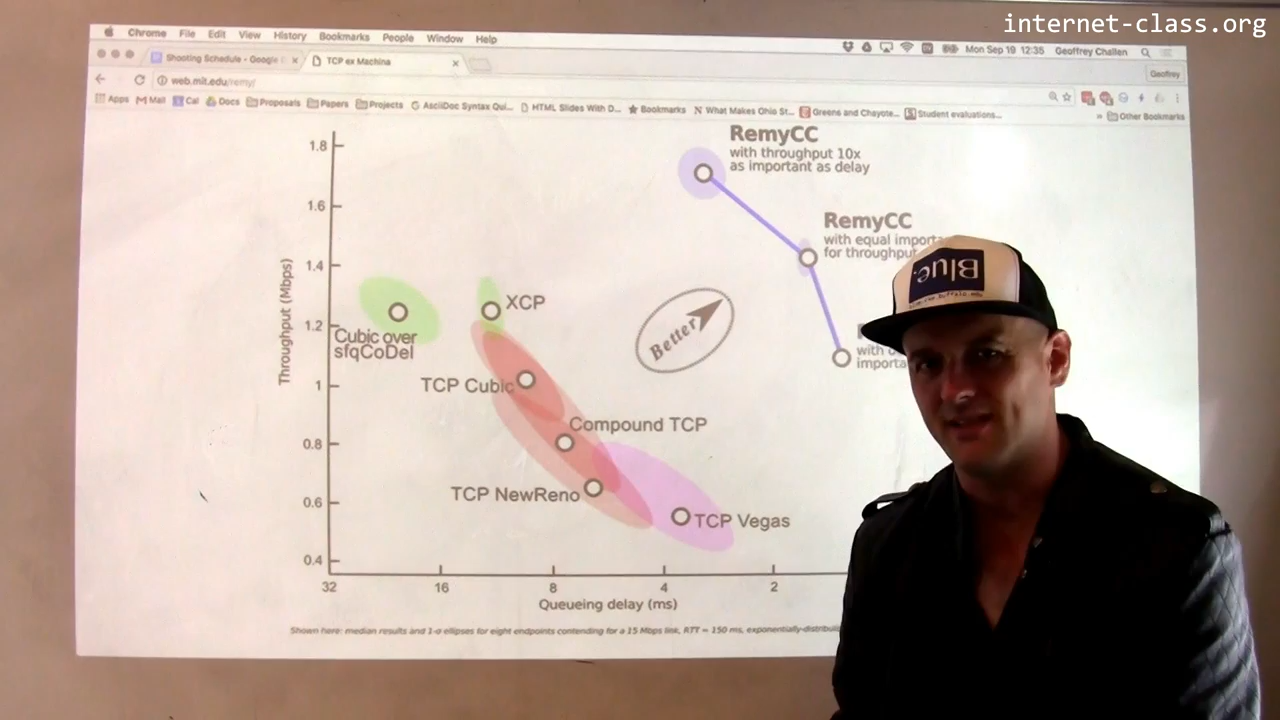 internet-class.org
Chrome File Edit View History Bookmarks People Window Help
Mon Sep 19 12:35 Geoffrey Challen
Shooting Schedule - Google
TCP ex Machina
Geoffrey
web.mit.edu/remy/
Apps Mail Cal Docs Proposals Papers Projects AsciiDoc Syntax Qui... HTML Slides With D... Bookmarks What Makes Ohio St... Greens and Chayote... Student evaluations... » Other Bookmarks
RemyCC
with throughput 10x
as important as delay
RemyCC
with equal importa
for throughput
with
importa
Blue.
XCP
Cubic over
sfqCoDel
Better
TCP Cubic
Compound TCP
TCP NewReno
TCP Vegas
Throughput (Mbps)
1.8
1.6
1.4
1.2
1
0.8
0.6
0.4
32 16 8 4 2
Queueing delay (ms)
Shown here: median results and 1-σ ellipses for eight endpoints contending for a 15 Mbps link, RTT = 150 ms, exponentially-distribu